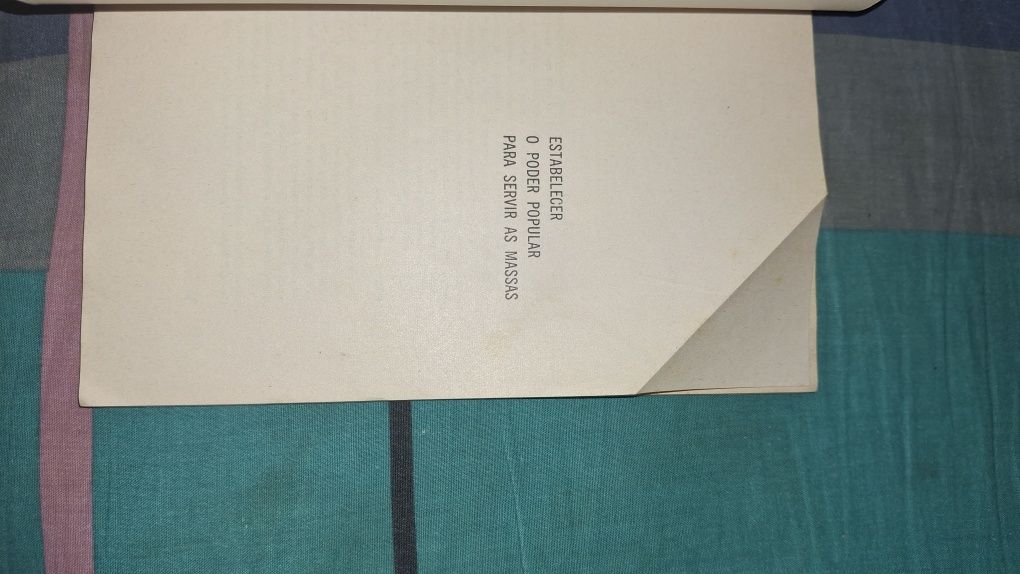 ESTABELECER
O PODER POPULAR
PARA SERVIR AS MASSAS